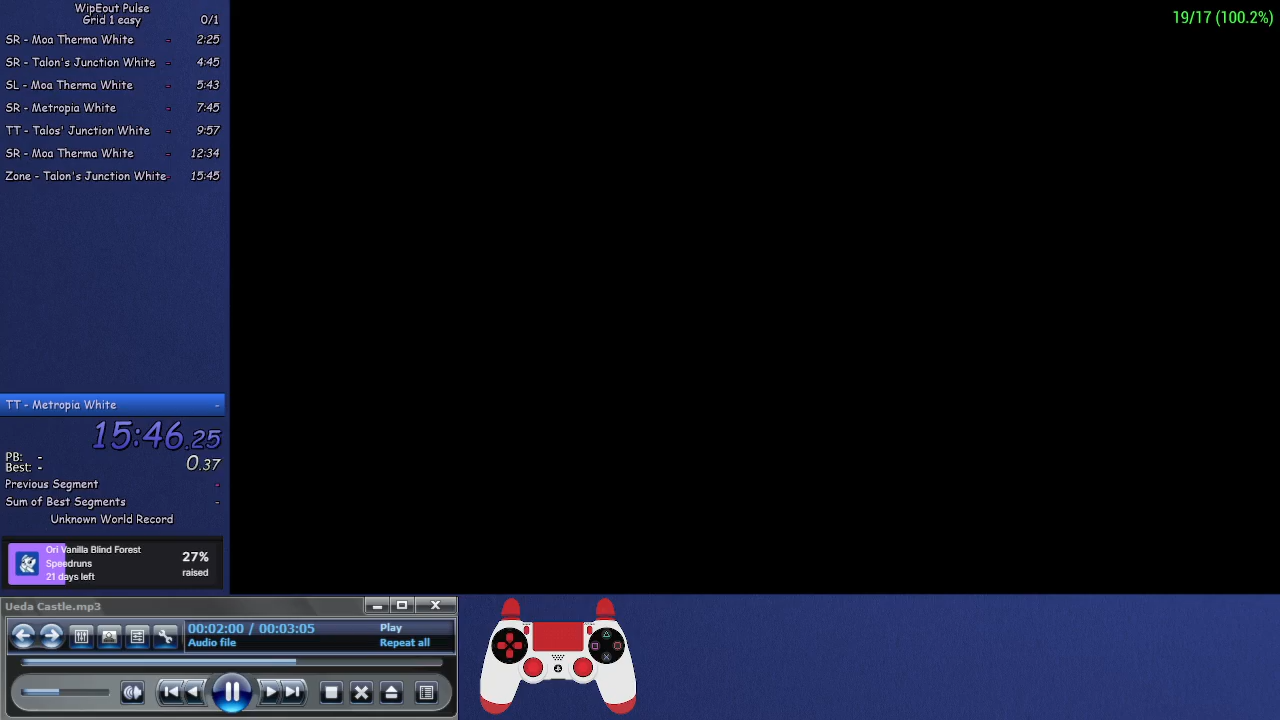 WipEout Pulse
Grid 1 easy 0/1
SR - Moa Therma White - 2:25
SR - Talon's Junction White - 4:45
SL - Moa Therma White - 5:43
SR - Metropia White - 7:45
TT - Talos' Junction White - 9:57
SR - Moa Therma White - 12:34
Zone - Talon's Junction White - 15:45
TT - Metropia White -
15:46.25
PB: -
Best: - 0.37
Previous Segment -
Sum of Best Segments -
Unknown World Record
Ori Vanilla Blind Forest
Speedruns
21 days left
27%
raised
19/17 (100.2%)
Ueda Castle.mp3
00:02:00 / 00:03:05 Play
Audio file Repeat all